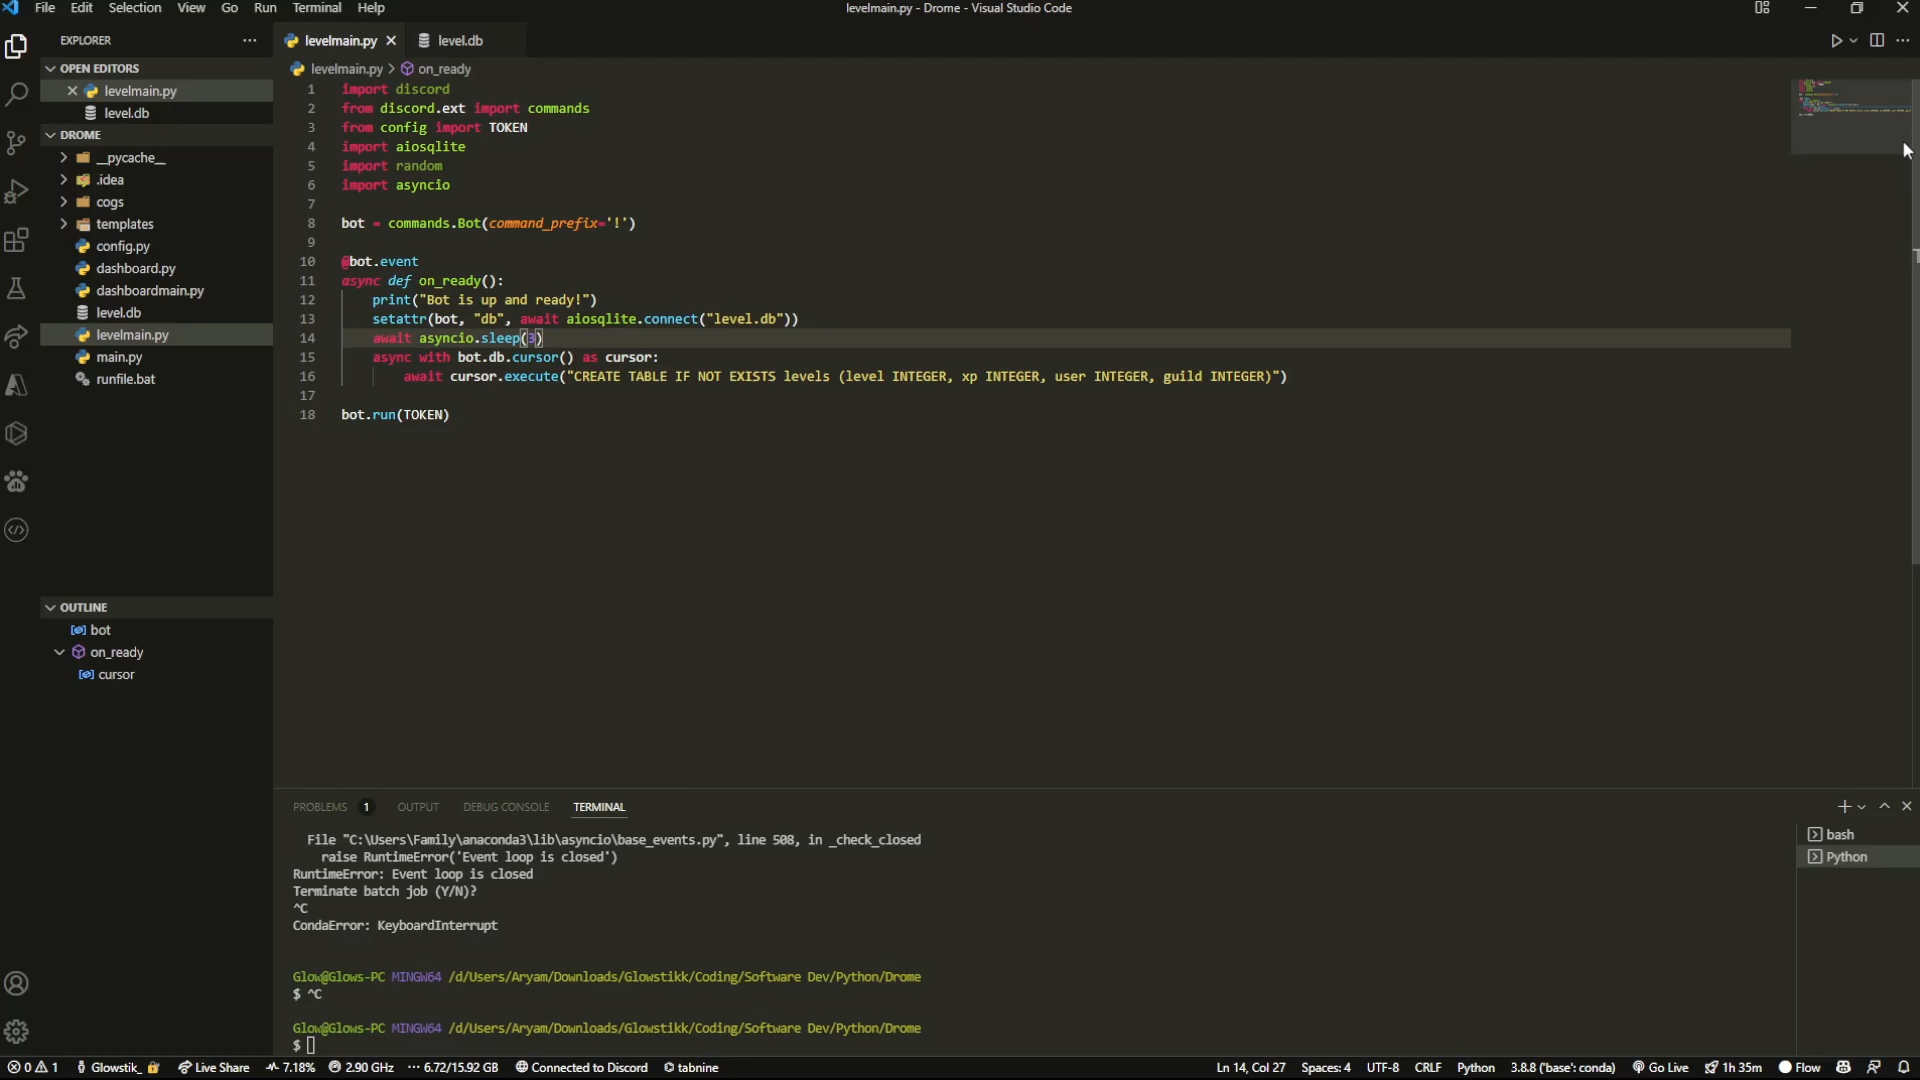 File Edit Selection View Go Run Terminal Help levelmain.py - Drome - Visual Studio Code
EXPLORER
OPEN EDITORS
levelmain.py
level.db
DROME
__pycache__
.idea
cogs
templates
config.py
dashboard.py
dashboardmain.py
level.db
levelmain.py
main.py
runfile.bat
OUTLINE
bot
on_ready
cursor
levelmain.py level.db
levelmain.py > on_ready
1 import discord
2 from discord.ext import commands
3 from config import TOKEN
4 import aiosqlite
5 import random
6 import asyncio
7
8 bot = commands.Bot(command_prefix='!')
9
10 @bot.event
11 async def on_ready():
12 print("Bot is up and ready!")
13 setattr(bot, "db", await aiosqlite.connect("level.db"))
14 await asyncio.sleep(3)
15 async with bot.db.cursor() as cursor:
16 await cursor.execute("CREATE TABLE IF NOT EXISTS levels (level INTEGER, xp INTEGER, user INTEGER, guild INTEGER)")
17
18 bot.run(TOKEN)
PROBLEMS 1 OUTPUT DEBUG CONSOLE TERMINAL
File "C:\Users\Family\anaconda3\lib\asyncio\base_events.py", line 508, in _check_closed
raise RuntimeError('Event loop is closed')
RuntimeError: Event loop is closed
Terminate batch job (Y/N)?
^C
CondaError: KeyboardInterrupt
Glow@Glows-PC MINGW64 /d/Users/Aryam/Downloads/Glowstikk/Coding/Software Dev/Python/Drome
$ ^C
Glow@Glows-PC MINGW64 /d/Users/Aryam/Downloads/Glowstikk/Coding/Software Dev/Python/Drome
$
bash
Python
0 1 Glowstik_ Live Share 7.18% 2.90 GHz 6.72/15.92 GB Connected to Discord tabnine Ln 14, Col 27 Spaces: 4 UTF-8 CRLF Python 3.8.8 ('base': conda) Go Live 1h 35m Flow